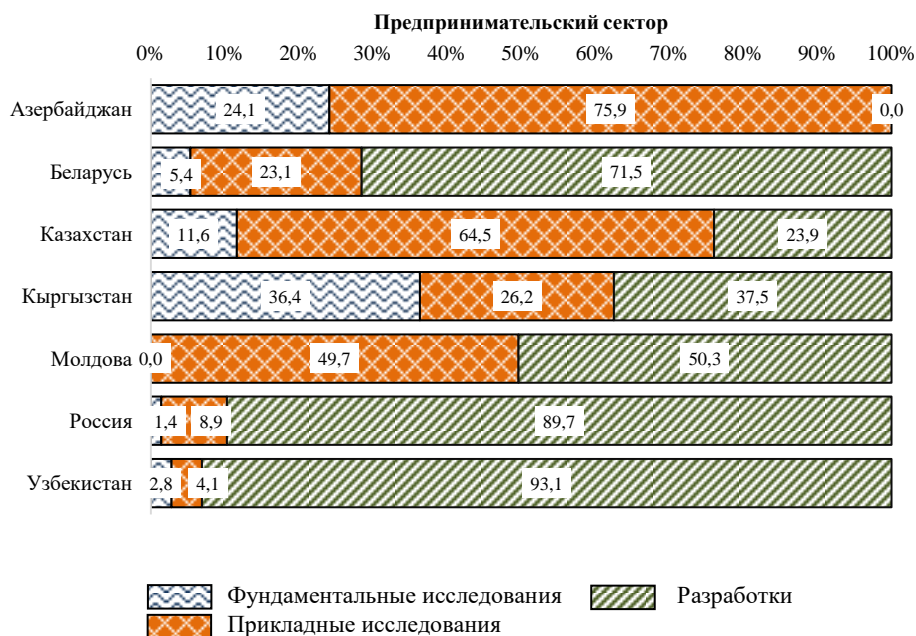 Предпринимательский сектор
0% 10% 20% 30% 40% 50% 60% 70% 80% 90% 100%
Азербайджан 24,1 75,9 0,0
Беларусь 5,4 23,1 71,5
Казахстан 11,6 64,5 23,9
Кыргызстан 36,4 26,2 37,5
Молдова 0,0 49,7 50,3
Россия 1,4 8,9 89,7
Узбекистан 2,8 4,1 93,1
Фундаментальные исследования Разработки
Прикладные исследования